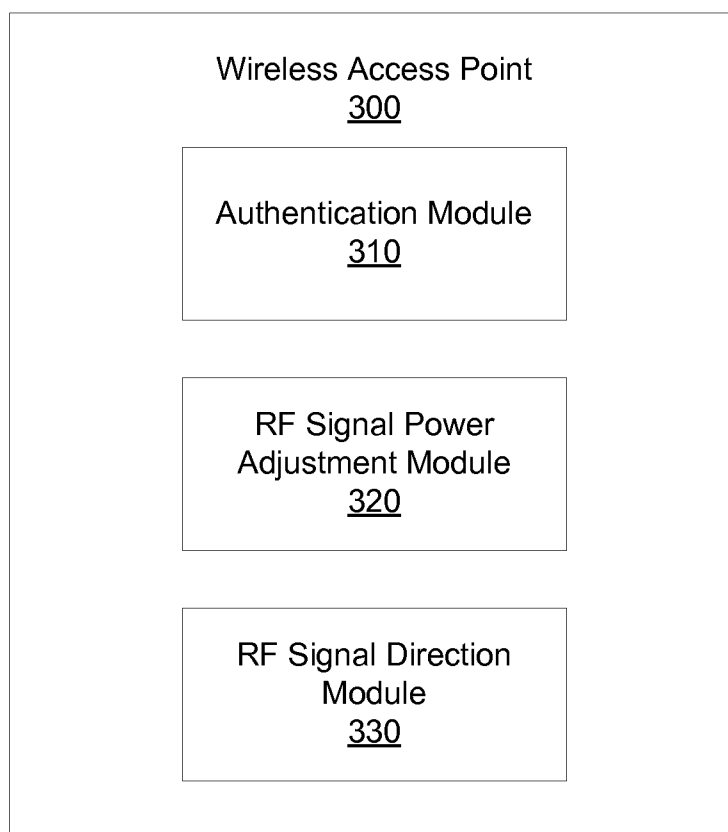 Wireless Access Point
300
Authentication Module
310
RF Signal Power
Adjustment Module
320
RF Signal Direction
Module
330